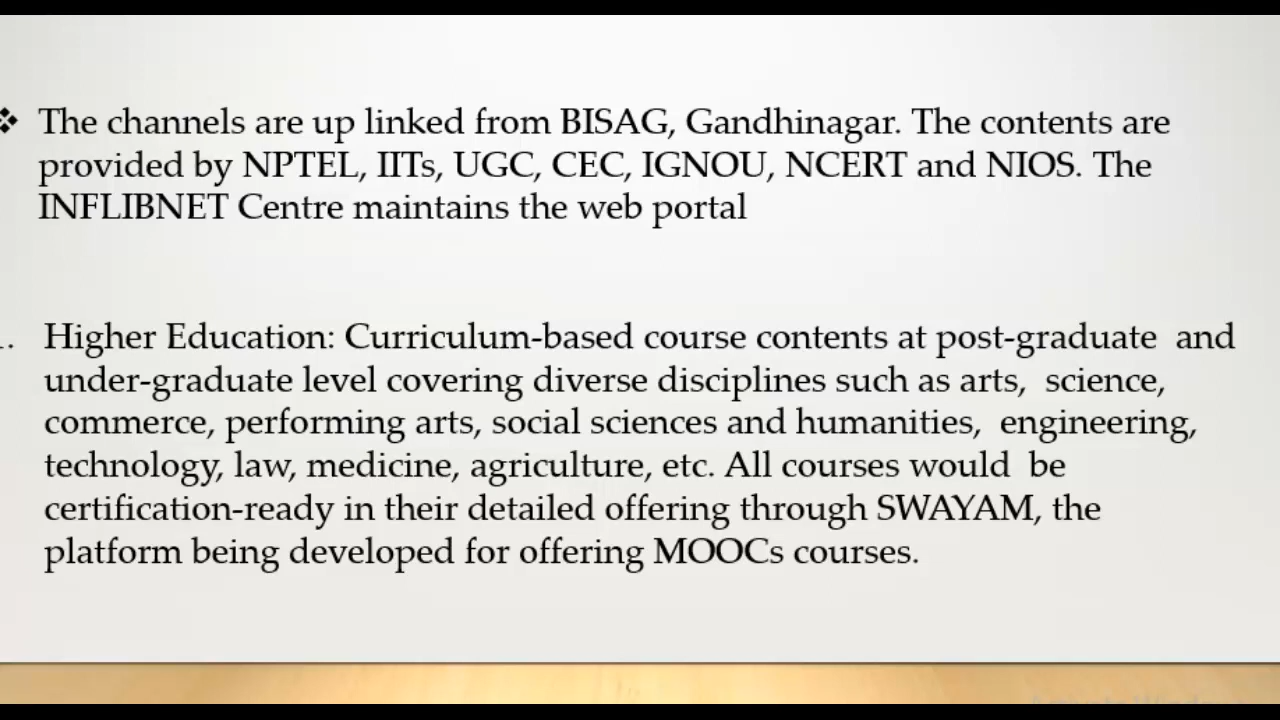 ❖ The channels are up linked from BISAG, Gandhinagar. The contents are
provided by NPTEL, IITs, UGC, CEC, IGNOU, NCERT and NIOS. The
INFLIBNET Centre maintains the web portal
. Higher Education: Curriculum-based course contents at post-graduate and
under-graduate level covering diverse disciplines such as arts, science,
commerce, performing arts, social sciences and humanities, engineering,
technology, law, medicine, agriculture, etc. All courses would be
certification-ready in their detailed offering through SWAYAM, the
platform being developed for offering MOOCs courses.